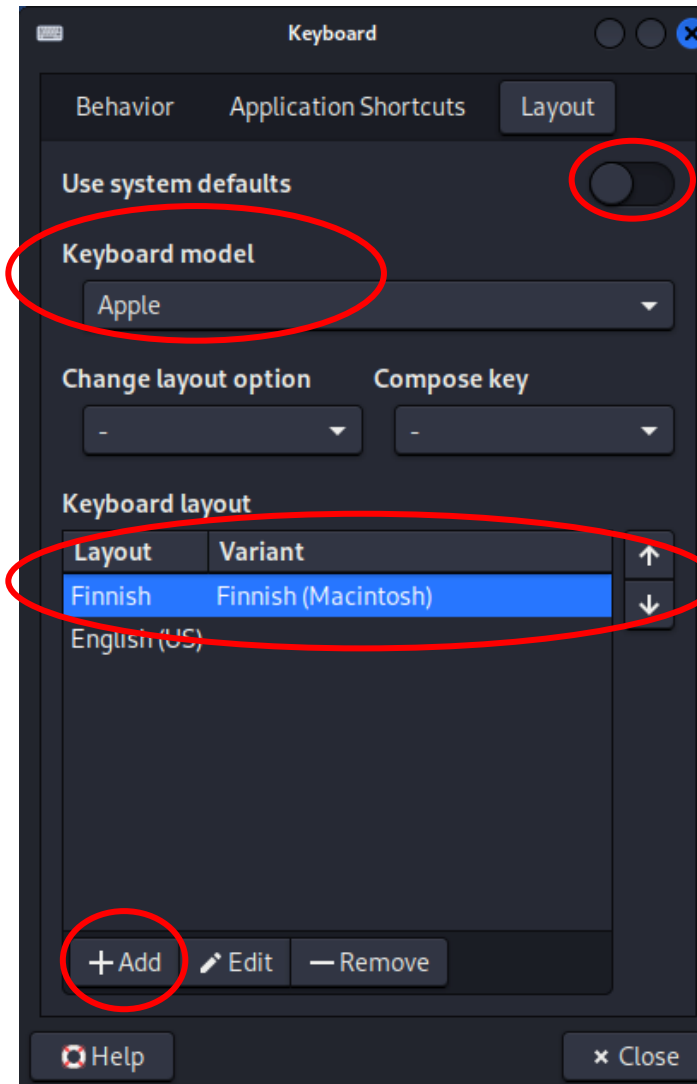 Keyboard
Behavior Application Shortcuts Layout
Use system defaults
Keyboard model
Apple
Change layout option Compose key
- -
Keyboard layout
Layout Variant
Finnish Finnish (Macintosh)
English (US)
Add Edit Remove
Help Close